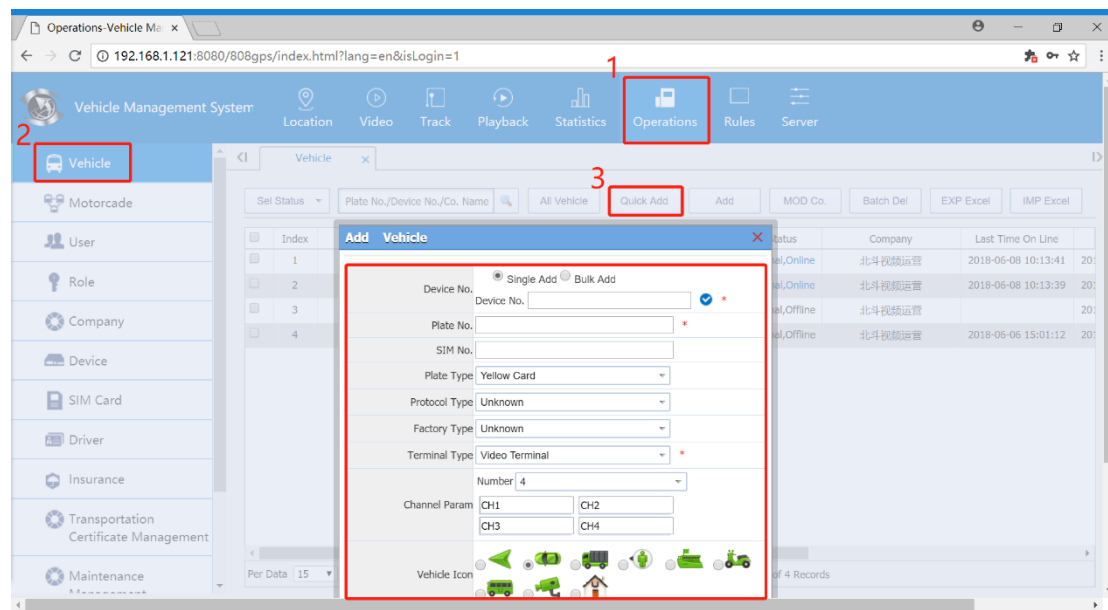 Operations-Vehicle Ma
192.168.1.121:8080/808gps/index.html?lang=en&isLogin=1
1
Vehicle Management System
Location Video Track Playback Statistics Operations Rules Server
2
Vehicle
Vehicle
3
Motorcade
Sel Status Plate No./Device No./Co. Name All Vehicle Quick Add Add MOD Co. Batch Del EXP Excel IMP Excel
User
Index Add Vehicle Status Company Last Time On Line
1 al,Online 北斗视频运营 2018-06-08 10:13:41 20
Role
2 al,Online 北斗视频运营 2018-06-08 10:13:39 20
3 al,Offline 北斗视频运营 20
4 al,Offline 北斗视频运营 2018-06-06 15:01:12 20
Company
Device
SIM Card
Driver
Insurance
Transportation
Certificate Management
Maintenance
Management
Device No. Single Add Bulk Add
Device No. *
Plate No. *
SIM No.
Plate Type Yellow Card
Protocol Type Unknown
Factory Type Unknown
Terminal Type Video Terminal *
Number 4
Channel Param CH1 CH2
CH3 CH4
Vehicle Icon
Per Data 15 of 4 Records